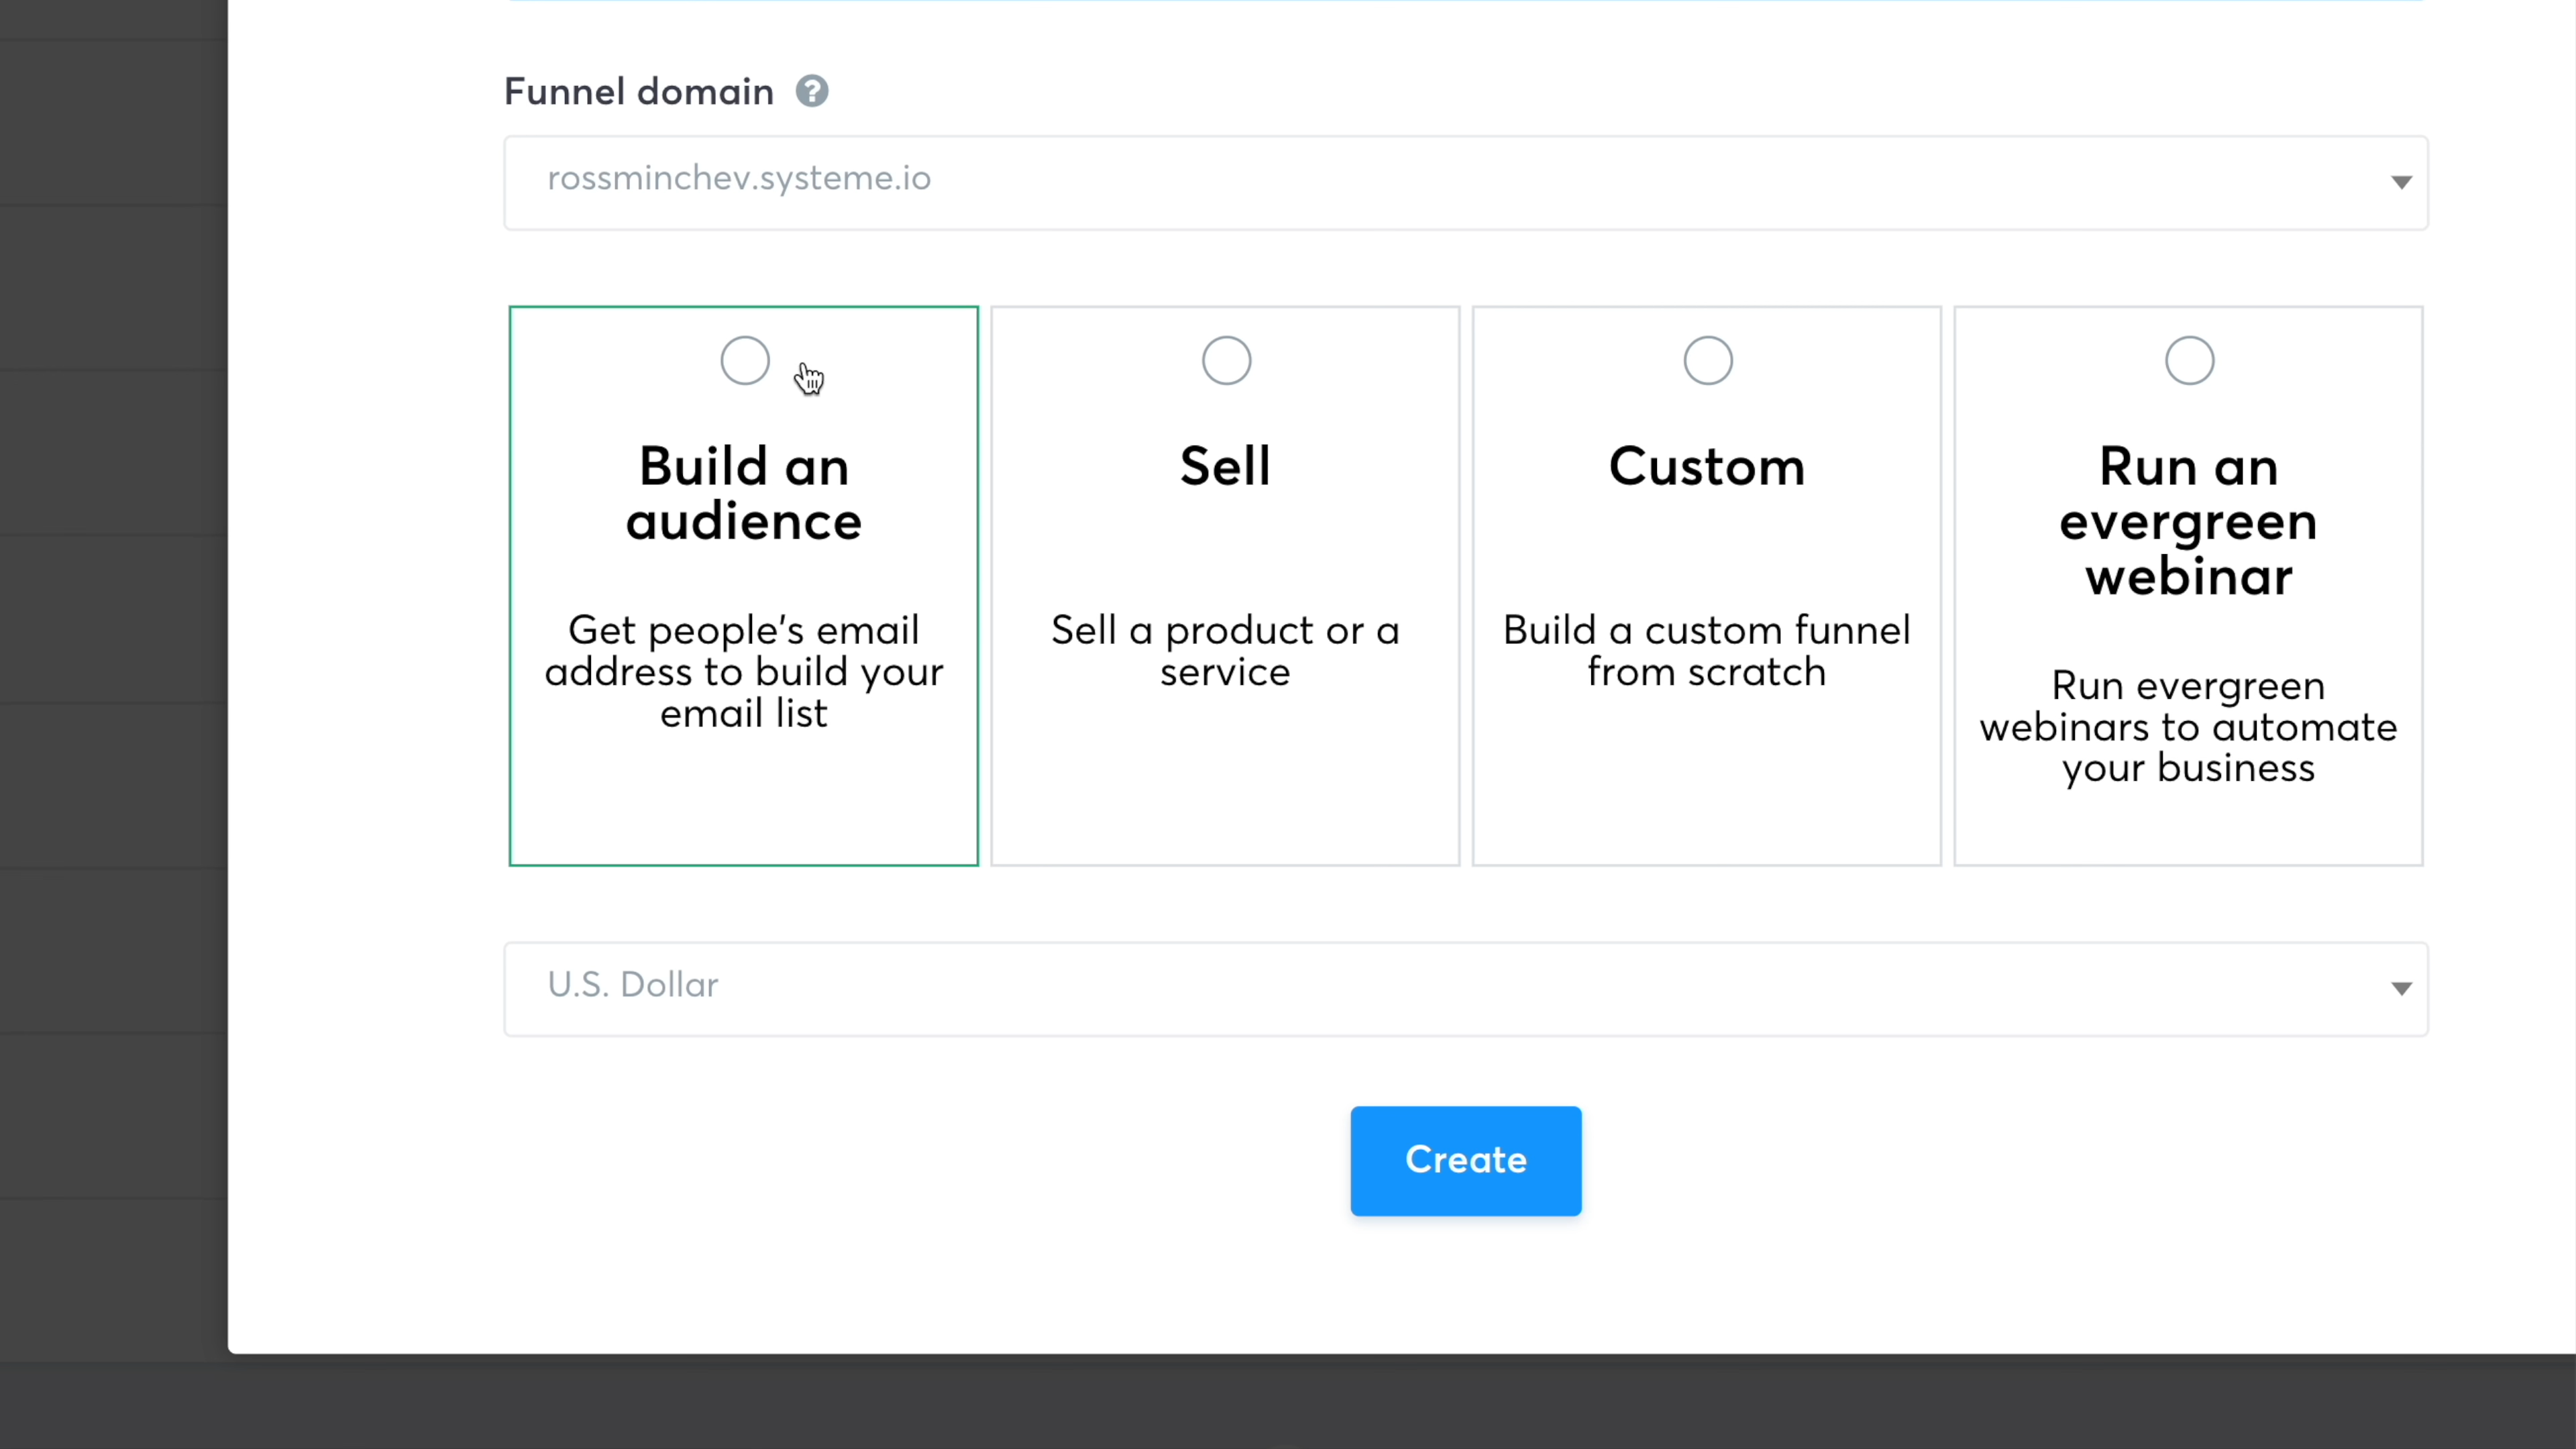 Funnel domain ?
rossminchev.systeme.io
Build an
audience
Get people's email
address to build your
email list
Sell
Sell a product or a
service
Custom
Build a custom funnel
from scratch
Run an
evergreen
webinar
Run evergreen
webinars to automate
your business
U.S. Dollar
Create